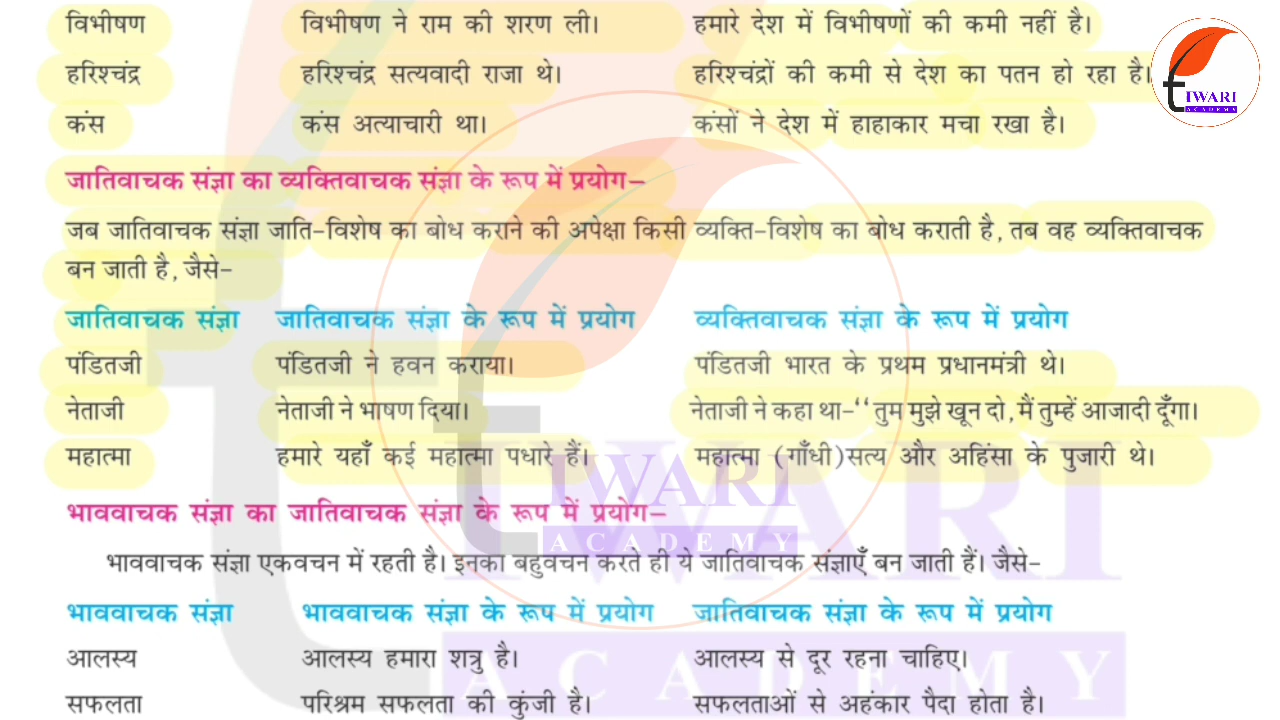 विभीषण विभीषण ने राम की शरण ली। हमारे देश में विभीषणों की कमी नहीं है।
हरिश्चंद्र हरिश्चंद्र सत्यवादी राजा थे। हरिश्चंद्रों की कमी से देश का पतन हो रहा है।
कंस कंस अत्याचारी था। कंसों ने देश में हाहाकार मचा रखा है।
जातिवाचक संज्ञा का व्यक्तिवाचक संज्ञा के रूप में प्रयोग–
जब जातिवाचक संज्ञा जाति-विशेष का बोध कराने की अपेक्षा किसी व्यक्ति-विशेष का बोध कराती है, तब वह व्यक्तिवाचक
बन जाती है, जैसे–
जातिवाचक संज्ञा जातिवाचक संज्ञा के रूप में प्रयोग व्यक्तिवाचक संज्ञा के रूप में प्रयोग
पंडितजी पंडितजी ने हवन कराया। पंडितजी भारत के प्रथम प्रधानमंत्री थे।
नेताजी नेताजी ने भाषण दिया। नेताजी ने कहा था–‘‘तुम मुझे खून दो, मैं तुम्हें आजादी दूँगा।
महात्मा हमारे यहाँ कई महात्मा पधारे हैं। महात्मा (गाँधी) सत्य और अहिंसा के पुजारी थे।
भाववाचक संज्ञा का जातिवाचक संज्ञा के रूप में प्रयोग–
भाववाचक संज्ञा एकवचन में रहती है। इनका बहुवचन करते ही ये जातिवाचक संज्ञाएँ बन जाती हैं। जैसे–
भाववाचक संज्ञा भाववाचक संज्ञा के रूप में प्रयोग जातिवाचक संज्ञा के रूप में प्रयोग
आलस्य आलस्य हमारा शत्रु है। आलस्य से दूर रहना चाहिए।
सफलता परिश्रम सफलता की कुंजी है। सफलताओं से अहंकार पैदा होता है।
TIWARI
ACADEMY
TIWARI
ACADEMY
TIWARI
ACADEMY